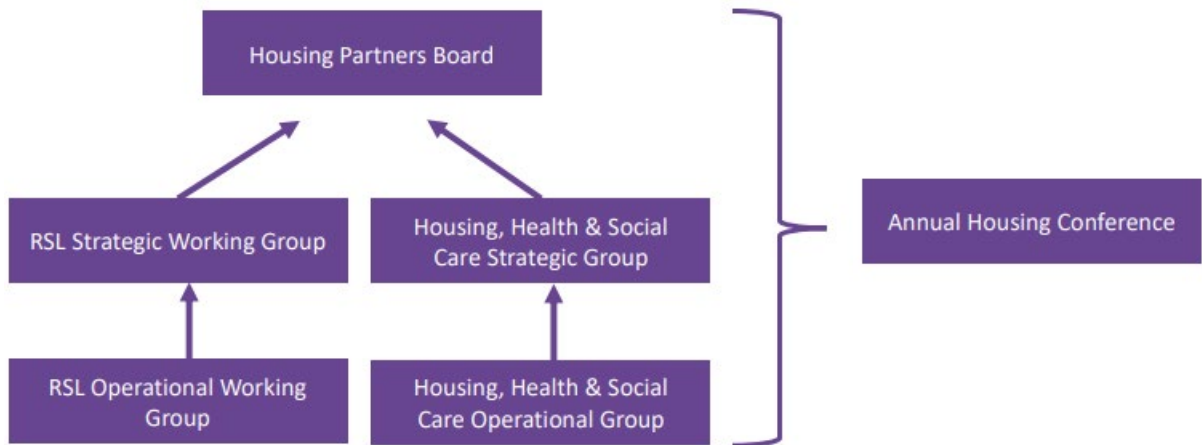 Housing Partners Board
RSL Strategic Working Group
Housing, Health & Social
Care Strategic Group
Annual Housing Conference
RSL Operational Working
Group
Housing, Health & Social
Care Operational Group